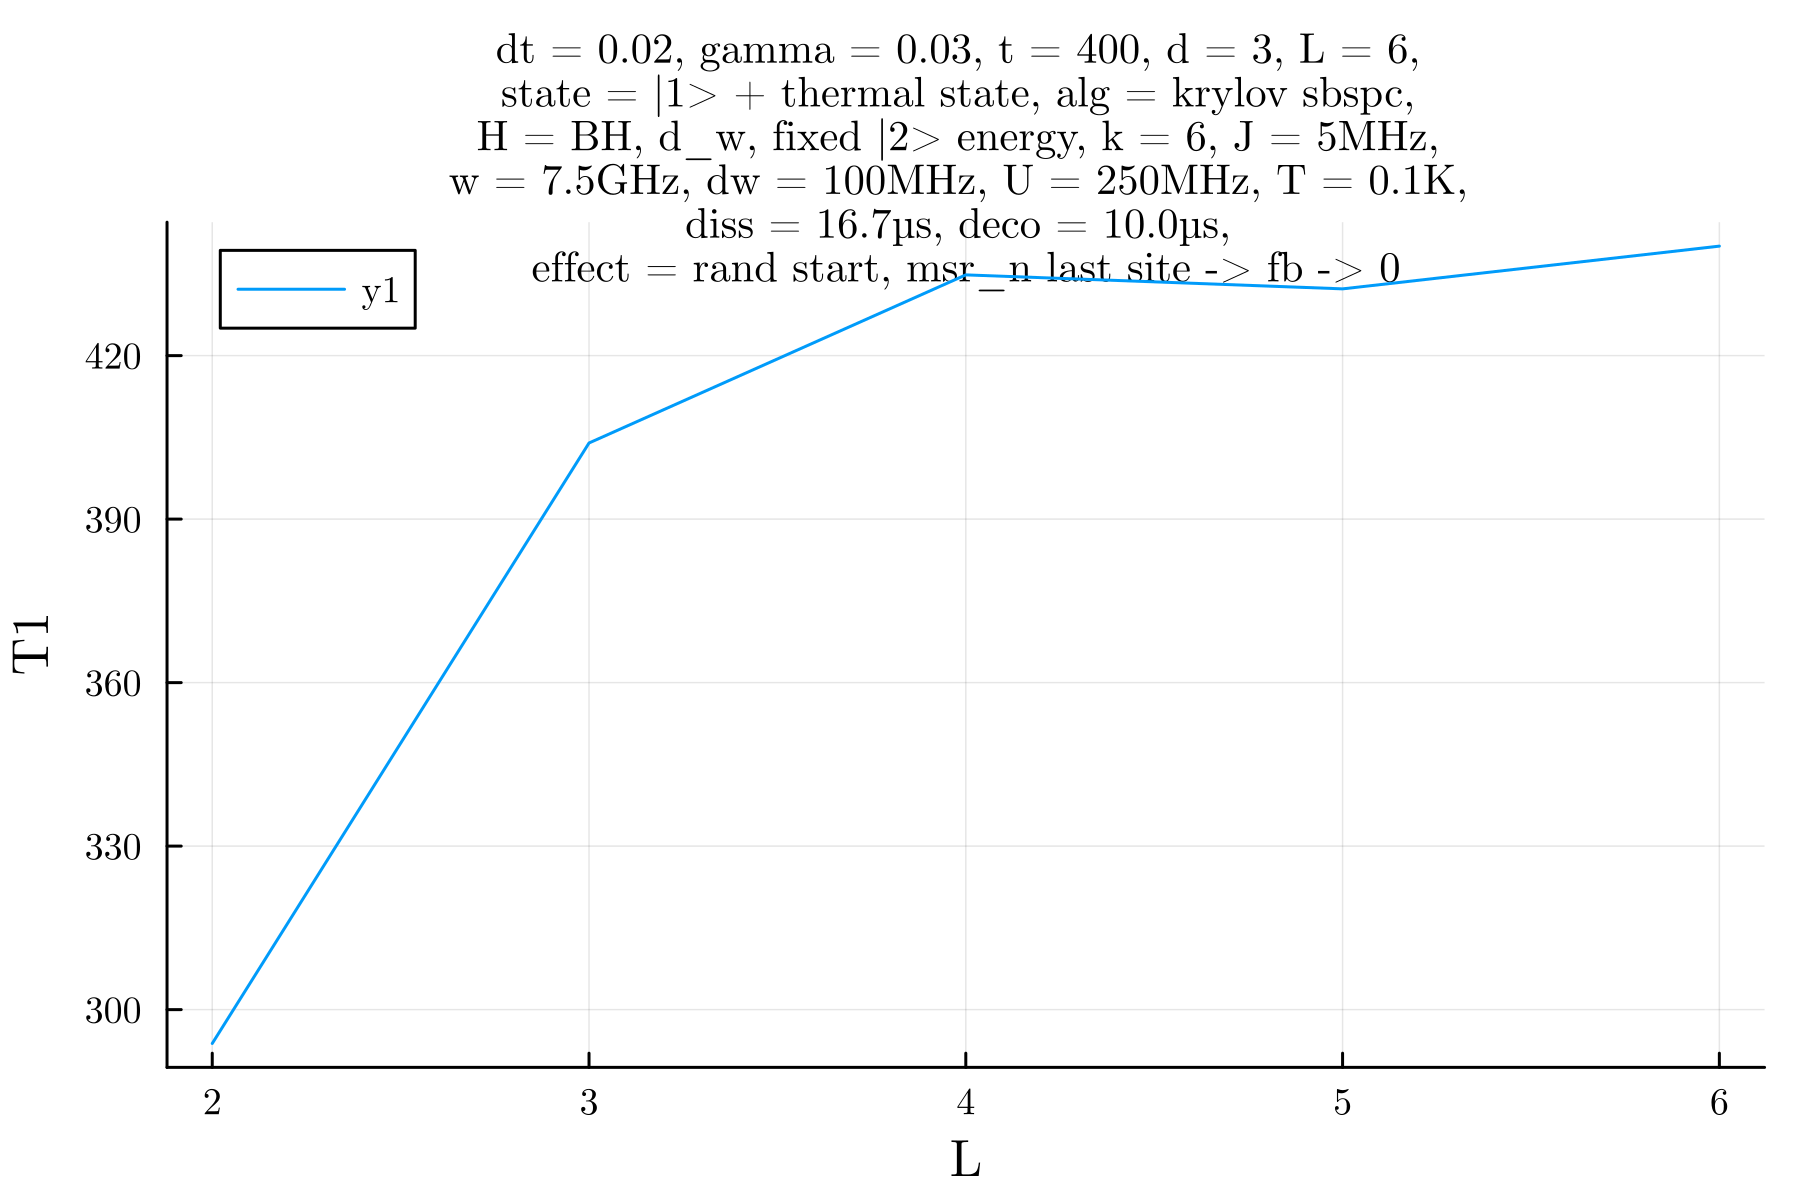 dt = 0.02, gamma = 0.03, t = 400, d = 3, L = 6,
state = |1> + thermal state, alg = krylov sbspc,
H = BH, d_w, fixed |2> energy, k = 6, J = 5MHz,
w = 7.5GHz, dw = 100MHz, U = 250MHz, T = 0.1K,
diss = 16.7µs, deco = 10.0µs,
effect = rand start, msr_n last site -> fb -> 0
y1
420
390
360
330
300
T1
2 3 4 5 6
L